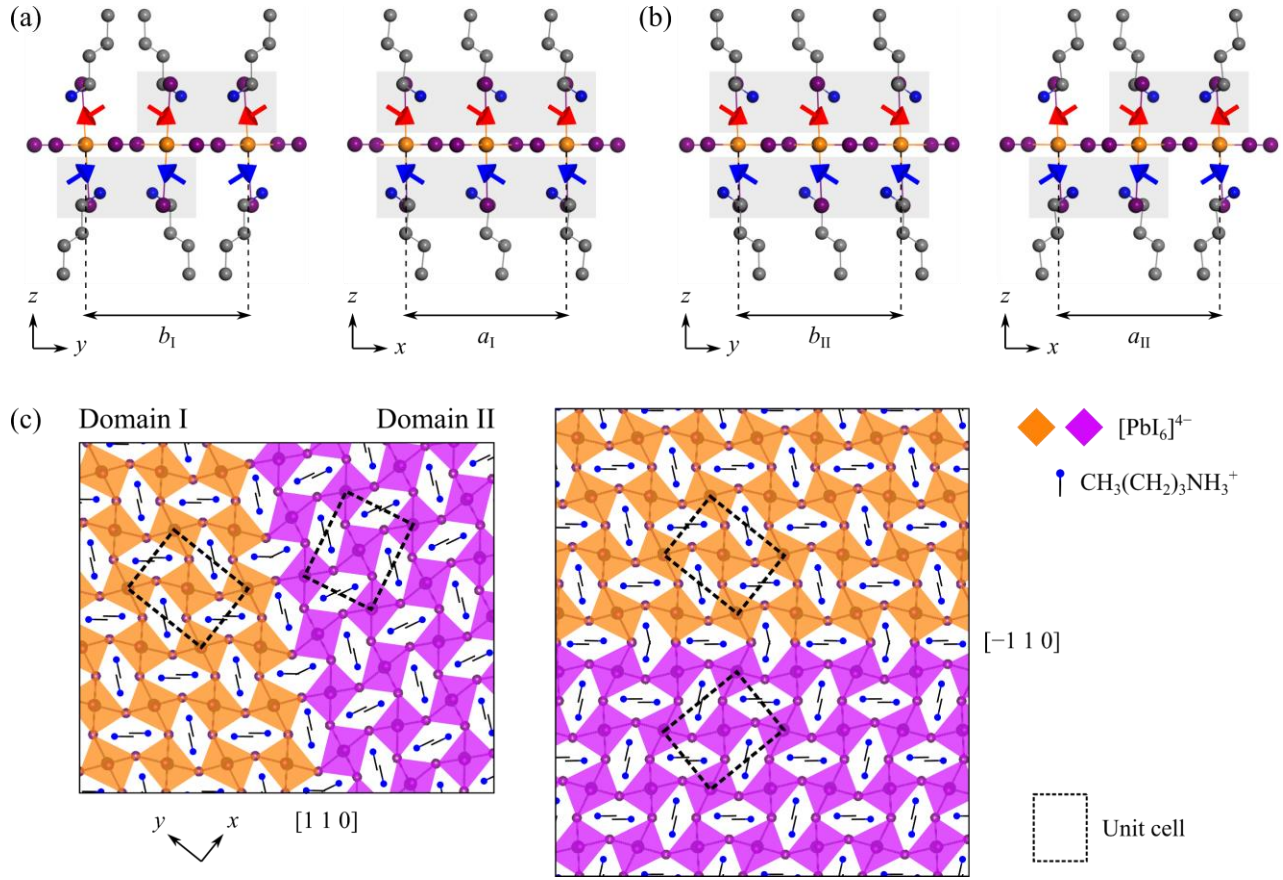 (a)
(b)
z
y
b_I
z
x
a_I
z
y
b_II
z
x
a_II
(c)
Domain I
Domain II
[PbI₆]⁴⁻
CH₃(CH₂)₃NH₃⁺
[−1 1 0]
y
x
[1 1 0]
Unit cell